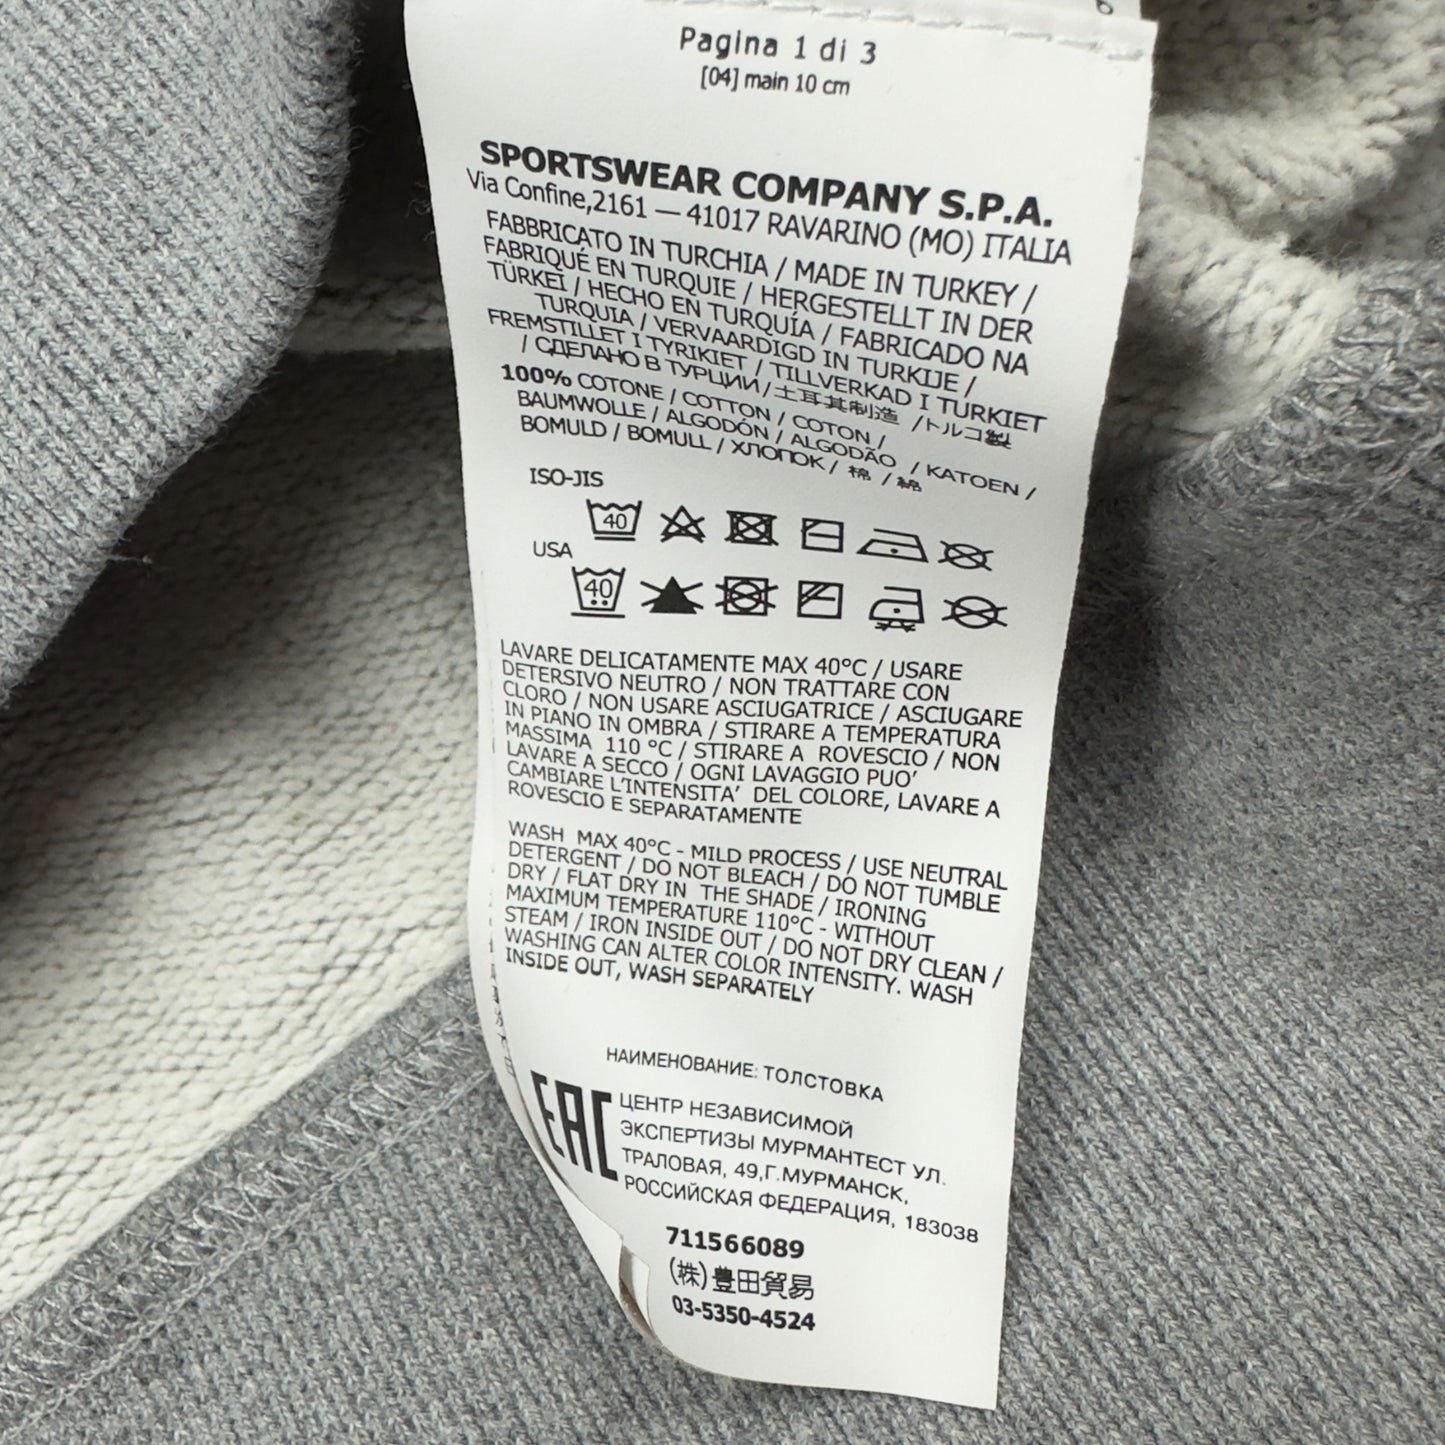 Pagina 1 di 3
[04] main 10 cm
SPORTSWEAR COMPANY S.P.A.
Via Confine,2161 — 41017 RAVARINO (MO) ITALIA
FABBRICATO IN TURCHIA / MADE IN TURKEY /
FABRIQUÉ EN TURQUIE / HERGESTELLT IN DER
TÜRKEI / HECHO EN TURQUÍA / FABRICADO NA
TURQUIA / VERVAARDIGD IN TURKIJE /
FREMSTILLET I TYRKIET / TILLVERKAD I TURKIET
/ СДЕЛАНО В ТУРЦИИ / 土耳其制造 / トルコ製
100% COTONE / COTTON / COTON /
BAUMWOLLE / ALGODÓN / ALGODÃO / KATOEN /
BOMULD / BOMULL / ХЛОПОК / 棉 / 綿
ISO-JIS
40
USA
40
LAVARE DELICATAMENTE MAX 40°C / USARE
DETERSIVO NEUTRO / NON TRATTARE CON
CLORO / NON USARE ASCIUGATRICE / ASCIUGARE
IN PIANO IN OMBRA / STIRARE A TEMPERATURA
MASSIMA 110 °C / STIRARE A ROVESCIO / NON
LAVARE A SECCO / OGNI LAVAGGIO PUO'
CAMBIARE L'INTENSITA' DEL COLORE, LAVARE A
ROVESCIO E SEPARATAMENTE
WASH MAX 40°C - MILD PROCESS / USE NEUTRAL
DETERGENT / DO NOT BLEACH / DO NOT TUMBLE
DRY / FLAT DRY IN THE SHADE / IRONING
MAXIMUM TEMPERATURE 110°C - WITHOUT
STEAM / IRON INSIDE OUT / DO NOT DRY CLEAN /
WASHING CAN ALTER COLOR INTENSITY. WASH
INSIDE OUT, WASH SEPARATELY
НАИМЕНОВАНИЕ: ТОЛСТОВКА
EAC
ЦЕНТР НЕЗАВИСИМОЙ
ЭКСПЕРТИЗЫ МУРМАНТЕСТ УЛ.
ТРАЛОВАЯ, 49,Г.МУРМАНСК,
РОССИЙСКАЯ ФЕДЕРАЦИЯ, 183038
711566089
(株)豊田貿易
03-5350-4524